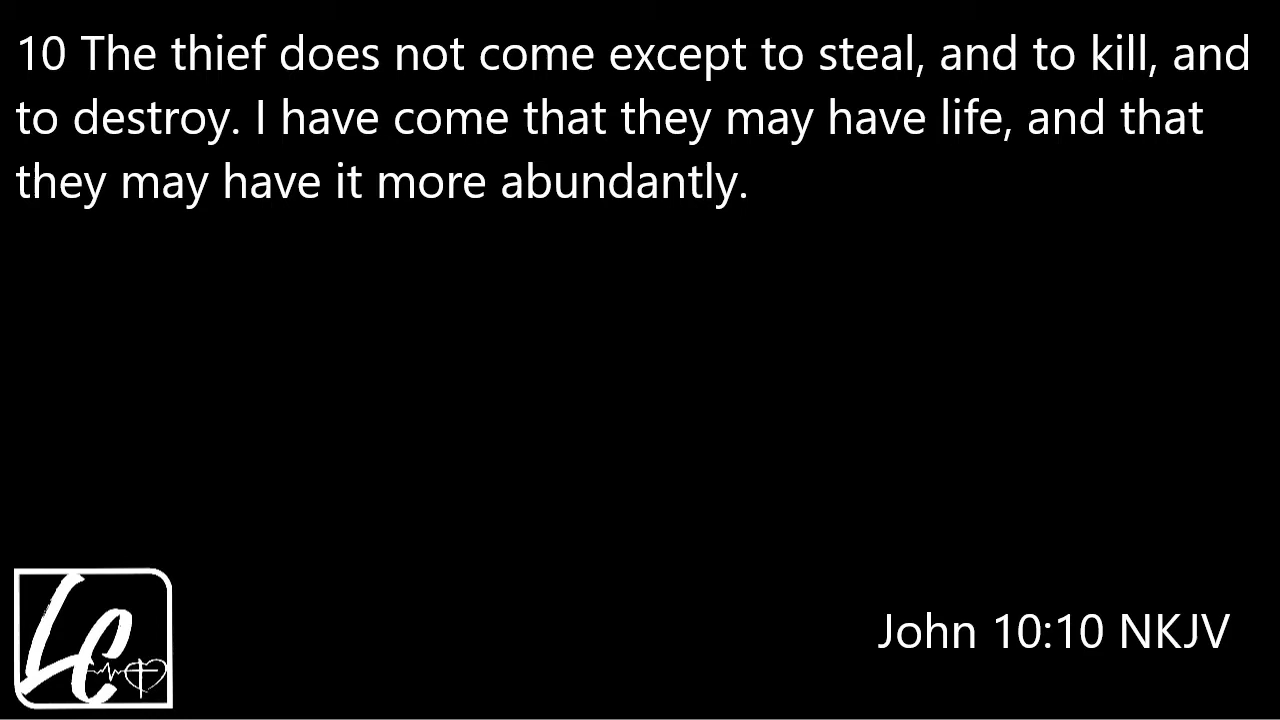 10 The thief does not come except to steal, and to kill, and
to destroy. I have come that they may have life, and that
they may have it more abundantly.
LC
John 10:10 NKJV